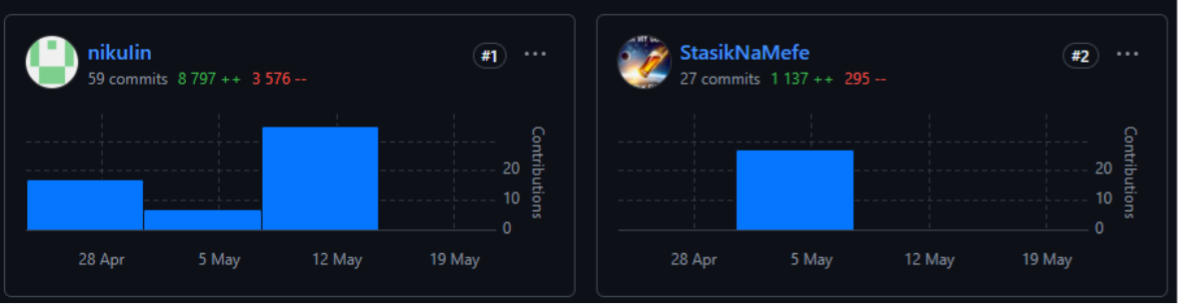 nikulin
#1
59 commits 8 797 ++ 3 576 --
Contributions
20
10
0
28 Apr 5 May 12 May 19 May
StasikNaMefe
#2
27 commits 1 137 ++ 295 --
Contributions
20
10
0
28 Apr 5 May 12 May 19 May